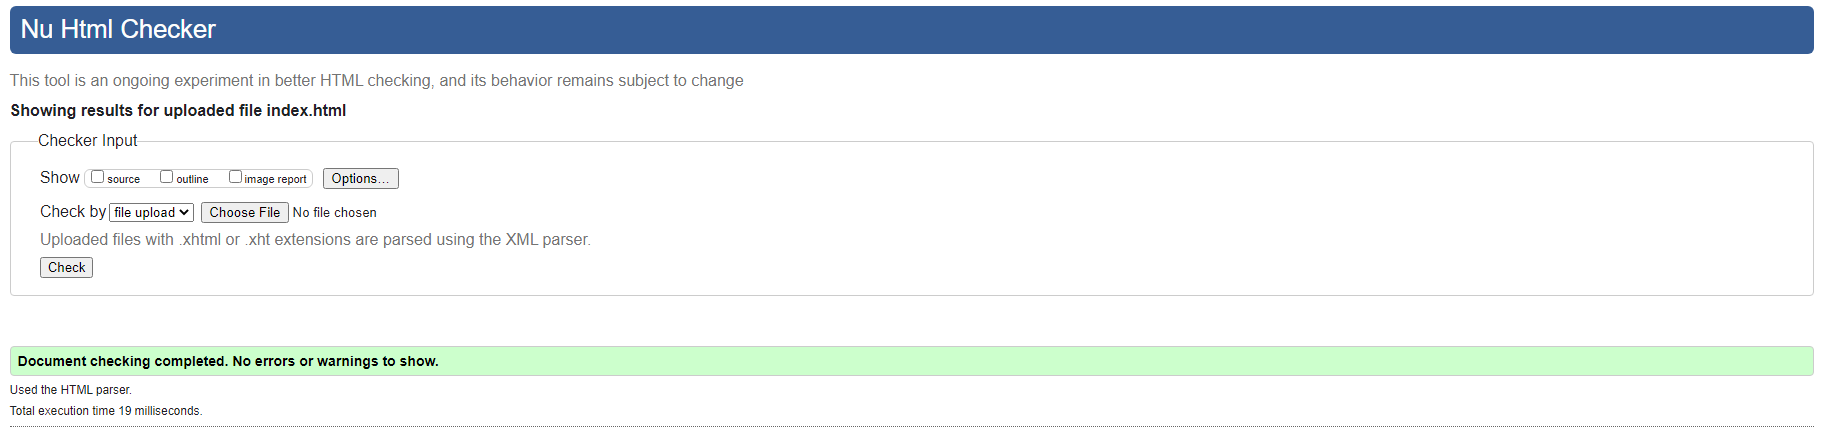 Nu Html Checker
This tool is an ongoing experiment in better HTML checking, and its behavior remains subject to change
Showing results for uploaded file index.html
Checker Input
Show source outline image report Options...
Check by file upload Choose File No file chosen
Uploaded files with .xhtml or .xht extensions are parsed using the XML parser.
Check
Document checking completed. No errors or warnings to show.
Used the HTML parser.
Total execution time 19 milliseconds.